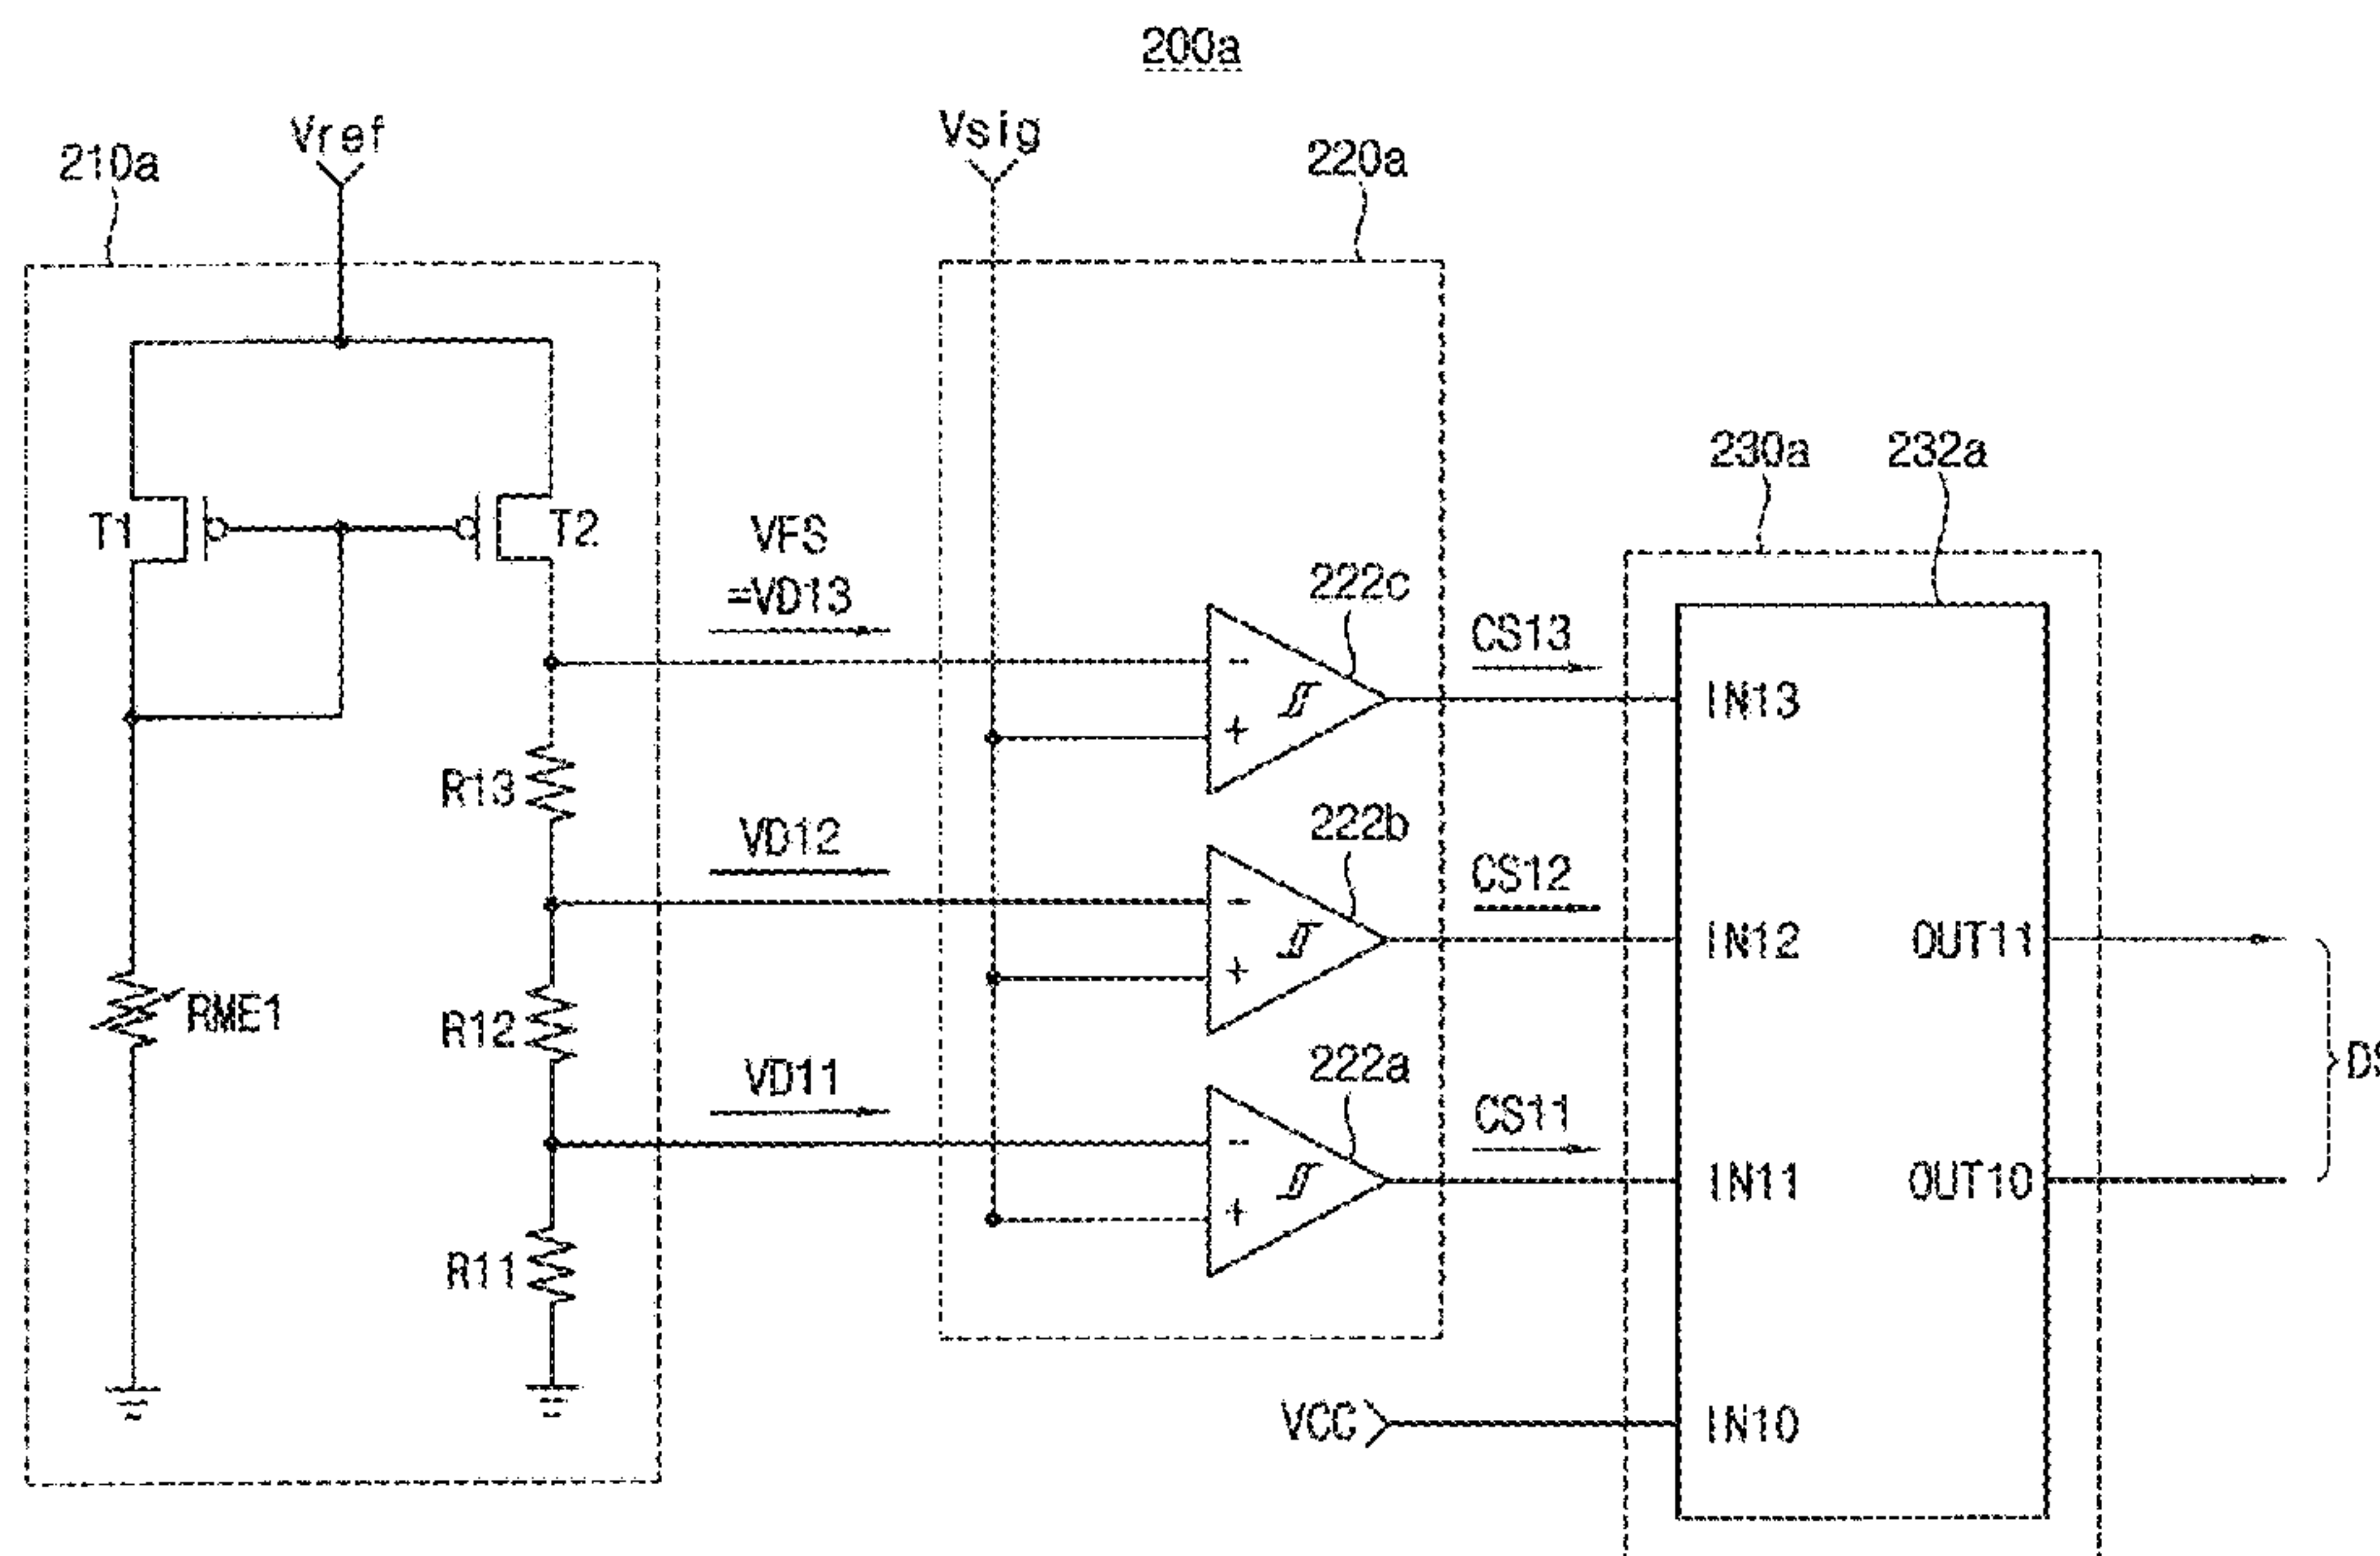 200a
Vref
Vsig
210a
220a
230a
232a
T1
T2
VFS
=VD13
222c
CS13
IN13
R13
VD12
222b
CS12
IN12
OUT11
RME1
R12
VD11
222a
CS11
IN11
OUT10
R11
VCC
IN10
-
+
-
+
-
+